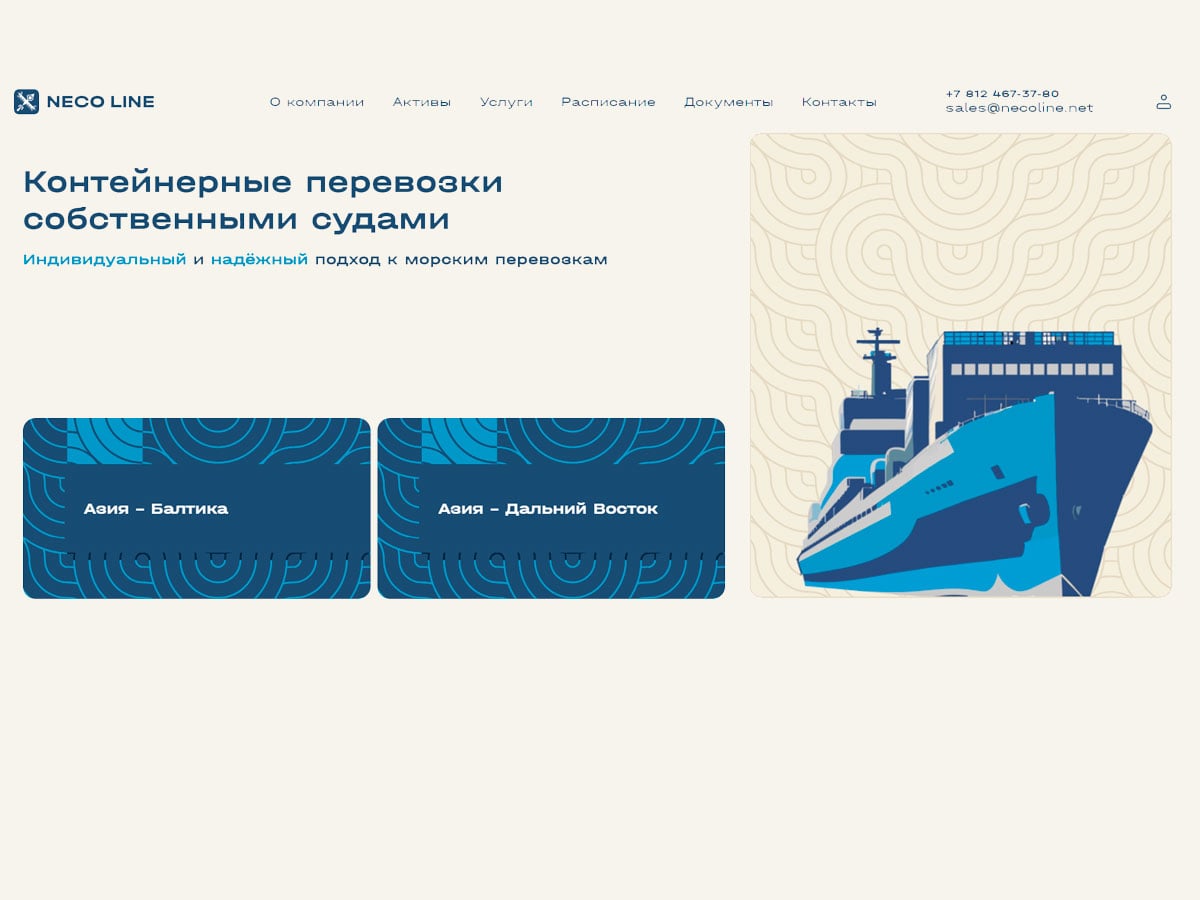 NECO LINE
О компании
Активы
Услуги
Расписание
Документы
Контакты
+7 812 467-37-80
sales@necoline.net
Контейнерные перевозки
собственными судами
Индивидуальный и надёжный подход к морским перевозкам
Азия – Балтика
Азия – Дальний Восток